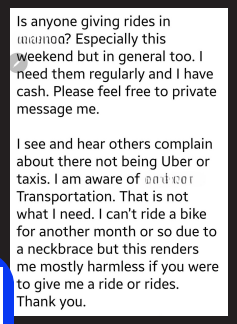 Is anyone giving rides in
? Especially this
weekend but in general too. I
need them regularly and I have
cash. Please feel free to private
message me.
I see and hear others complain
about there not being Uber or
taxis. I am aware of
Transportation. That is not
what I need. I can't ride a bike
for another month or so due to
a neckbrace but this renders
me mostly harmless if you were
to give me a ride or rides.
Thank you.